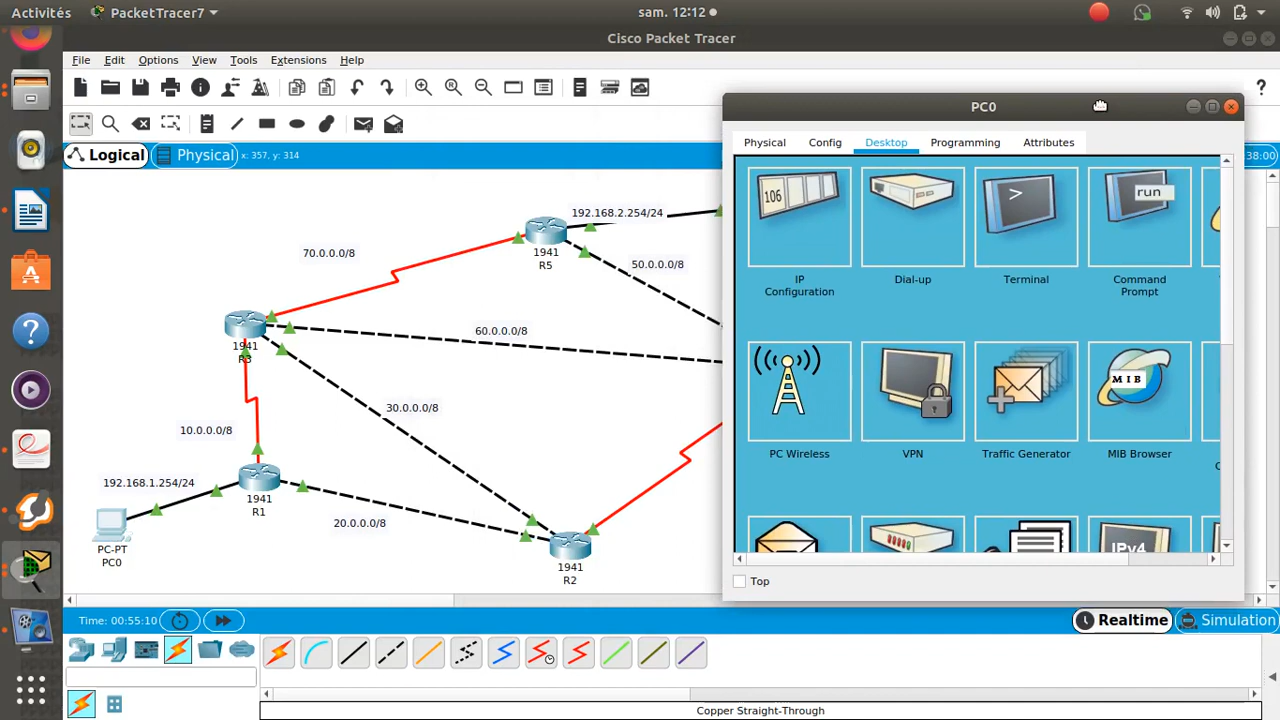 Activités PacketTracer7 sam. 12:12
Cisco Packet Tracer
File Edit Options View Tools Extensions Help
PC0
Logical Physical x: 357, y: 314
38:00
Physical Config Desktop Programming Attributes
106
>
run
IP Configuration
Dial-up
Terminal
Command Prompt
MIB
PC Wireless
VPN
Traffic Generator
MIB Browser
IPv4
Top
192.168.2.254/24
1941
R5
50.0.0.0/8
70.0.0.0/8
60.0.0.0/8
1941
R3
30.0.0.0/8
10.0.0.0/8
192.168.1.254/24
1941
R1
20.0.0.0/8
PC-PT
PC0
1941
R2
Time: 00:55:10
Realtime Simulation
Copper Straight-Through